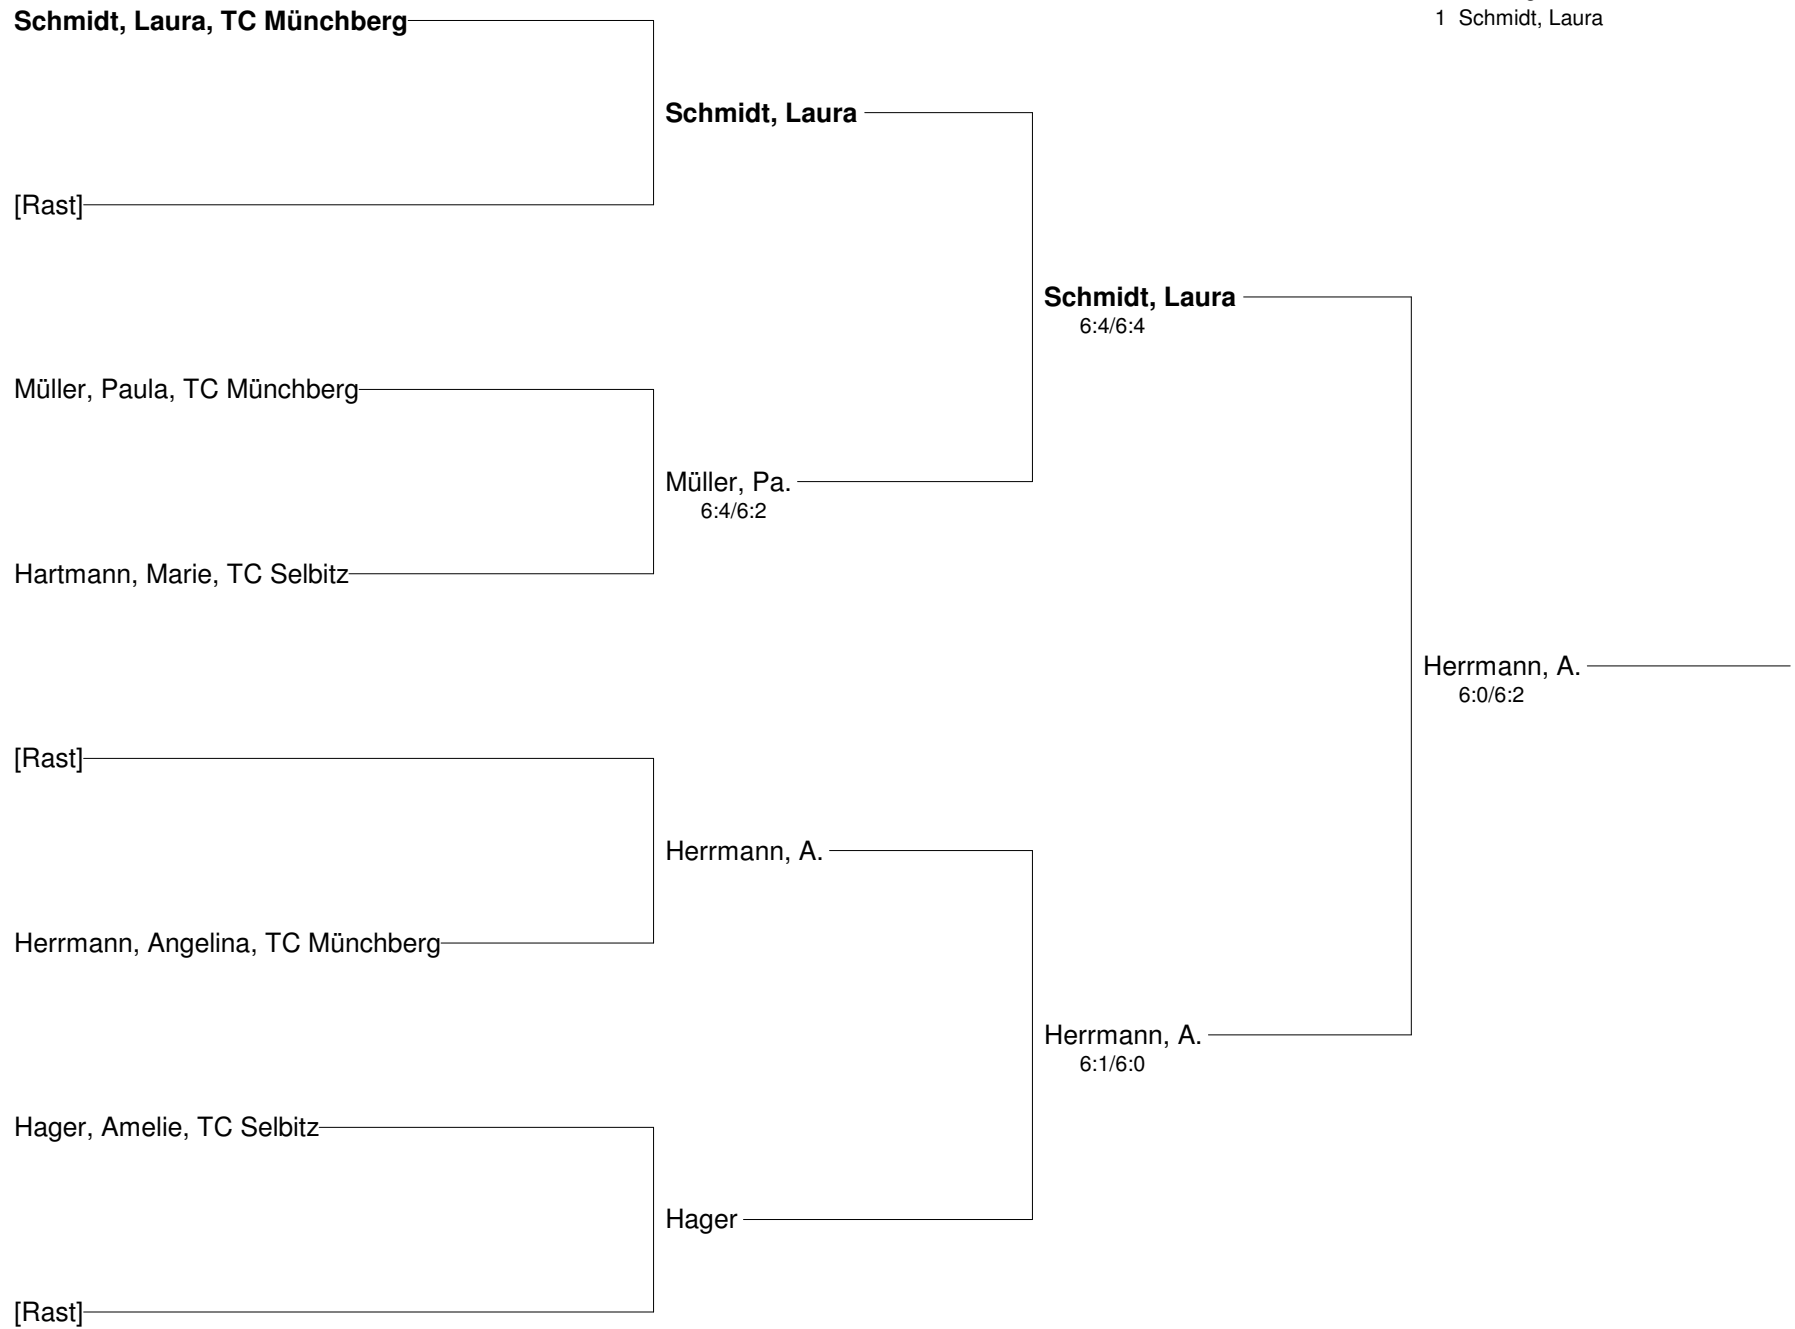 Schmidt, Laura, TC Münchberg
1 Schmidt, Laura
Schmidt, Laura
[Rast]
Schmidt, Laura
6:4/6:4
Müller, Paula, TC Münchberg
Müller, Pa.
6:4/6:2
Hartmann, Marie, TC Selbitz
Herrmann, A.
6:0/6:2
[Rast]
Herrmann, A.
Herrmann, Angelina, TC Münchberg
Herrmann, A.
6:1/6:0
Hager, Amelie, TC Selbitz
Hager
[Rast]